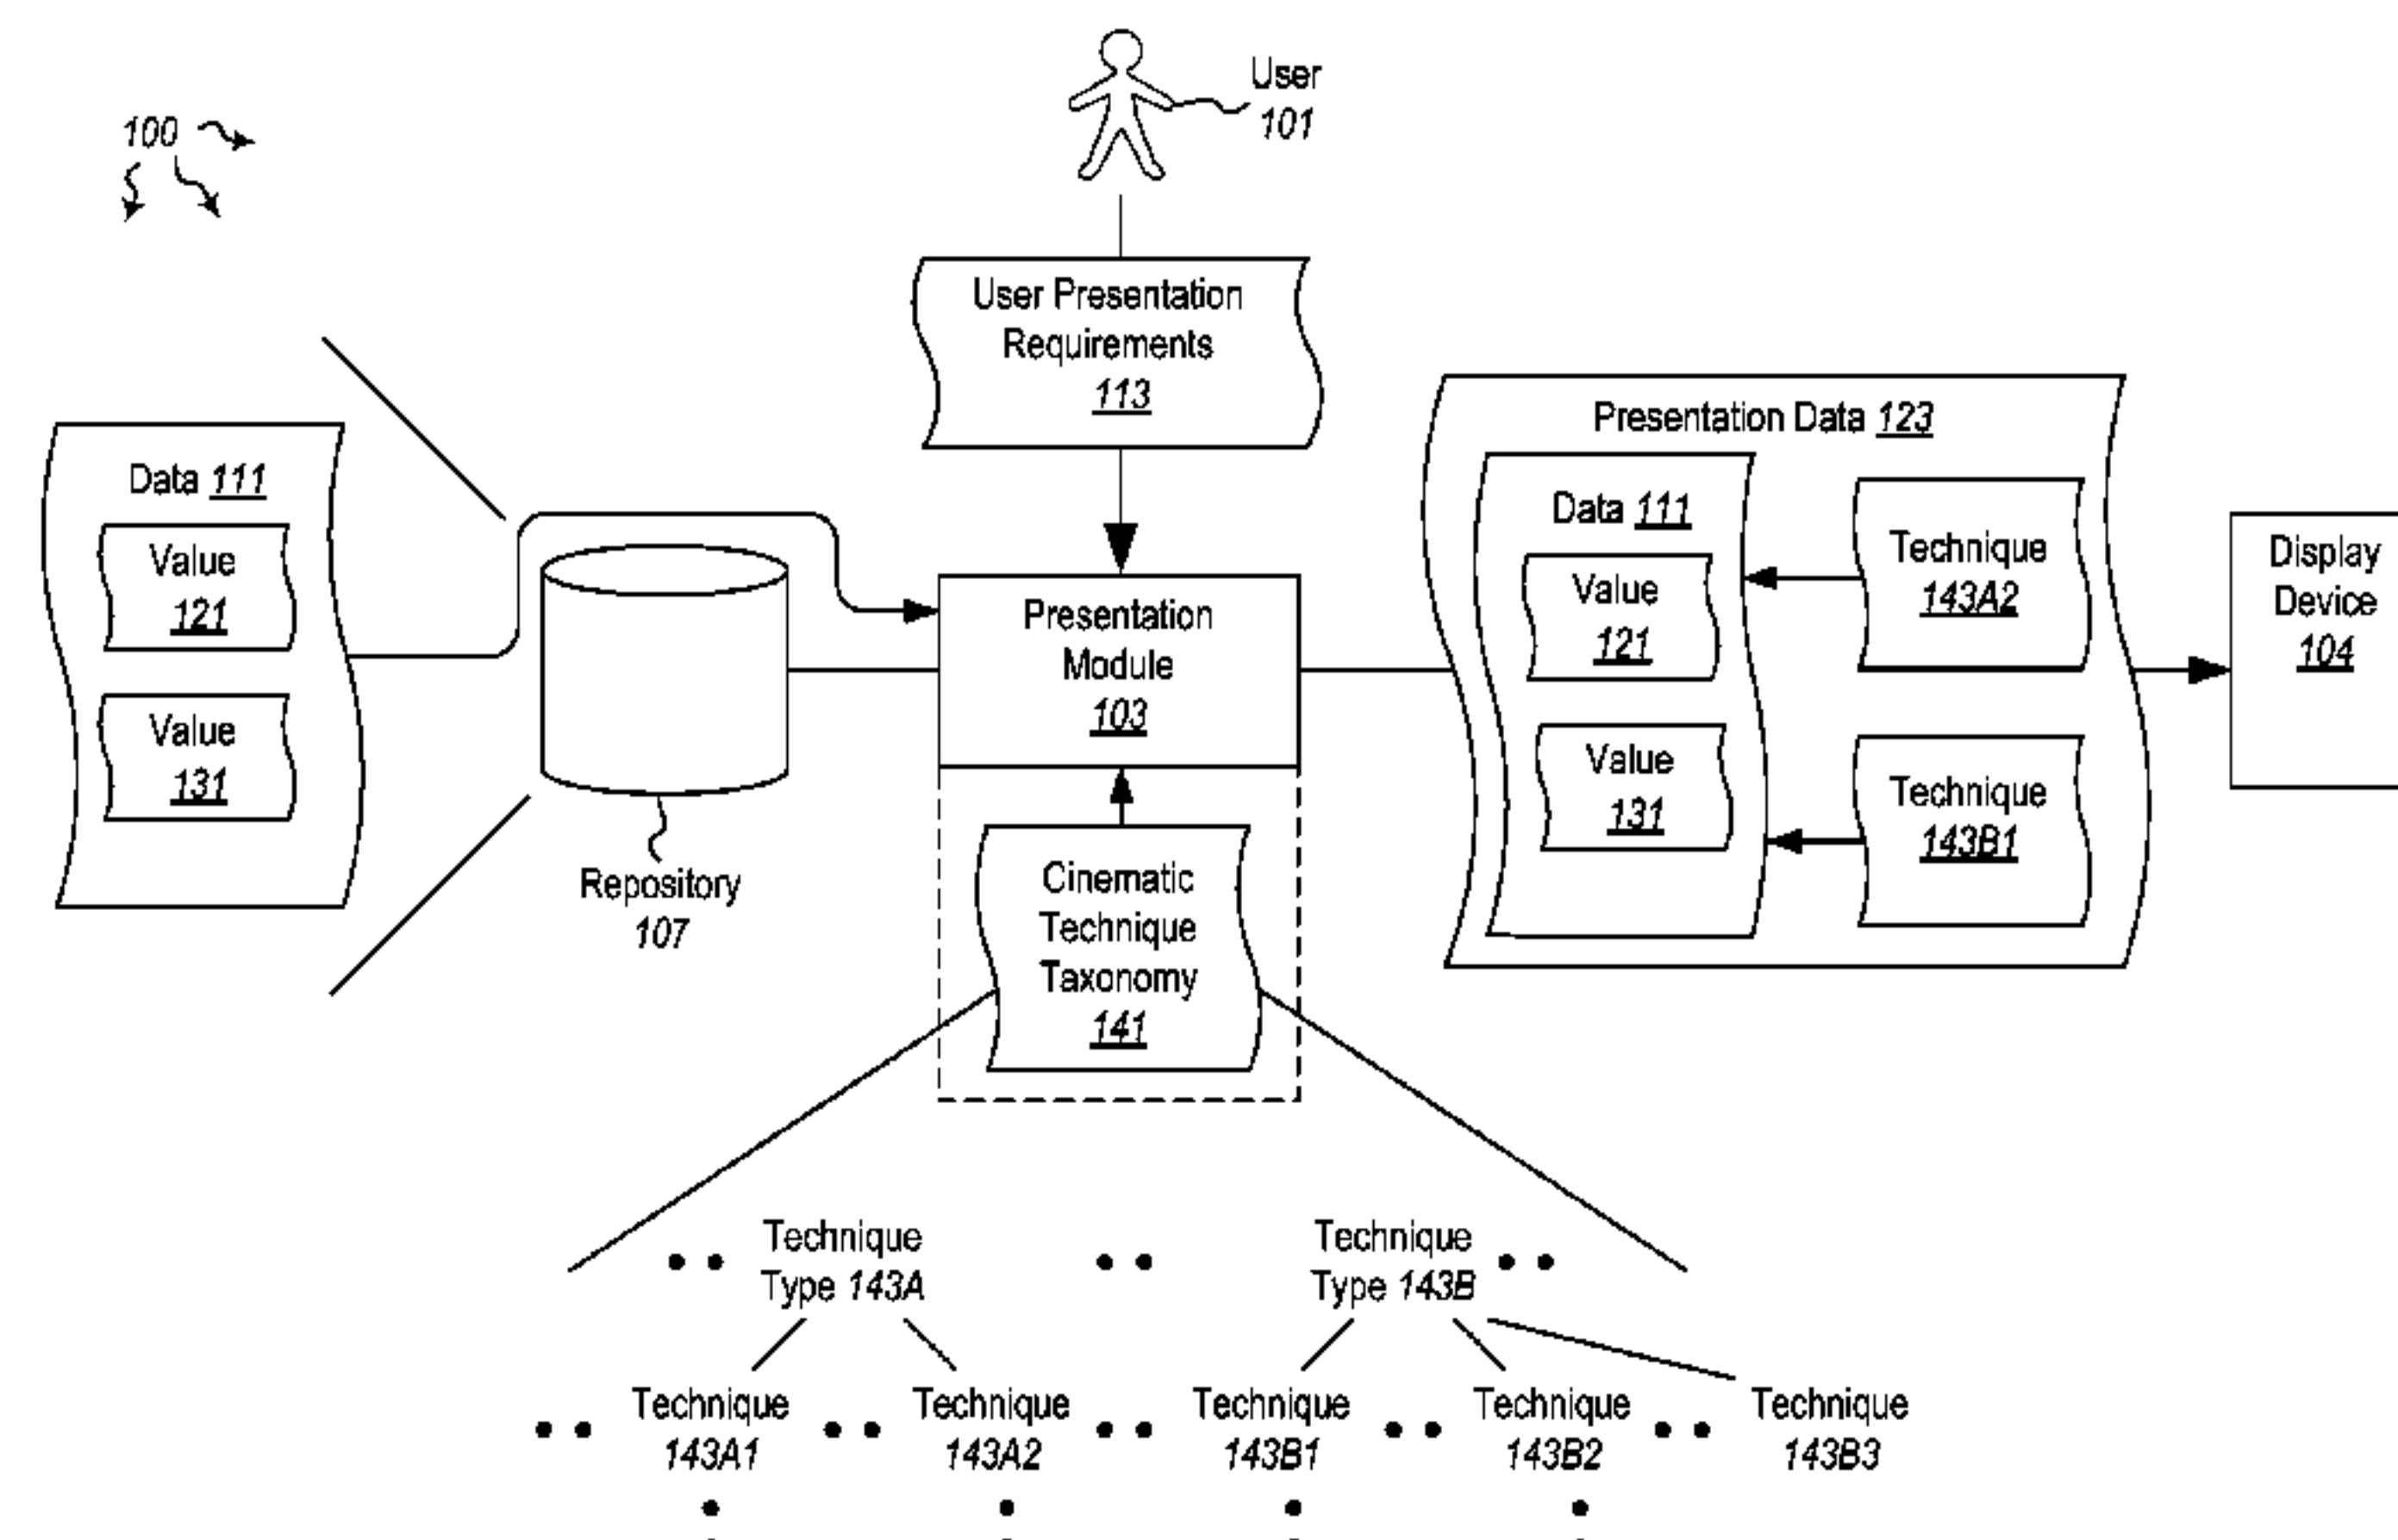 User
101
100
User Presentation
Requirements
113
Presentation Data 123
Data 111
Value
121
Value
131
Data 111
Value
121
Value
131
Technique
143A2
Technique
143B1
Display
Device
104
Presentation
Module
103
Repository
107
Cinematic
Technique
Taxonomy
141
Technique
Type 143A
Technique
Type 143B
Technique
143A1
Technique
143A2
Technique
143B1
Technique
143B2
Technique
143B3